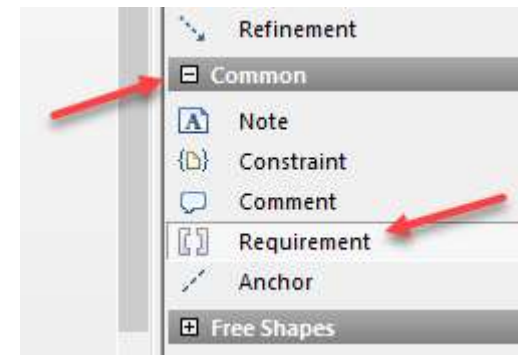 Refinement
Common
Note
Constraint
Comment
Requirement
Anchor
Free Shapes